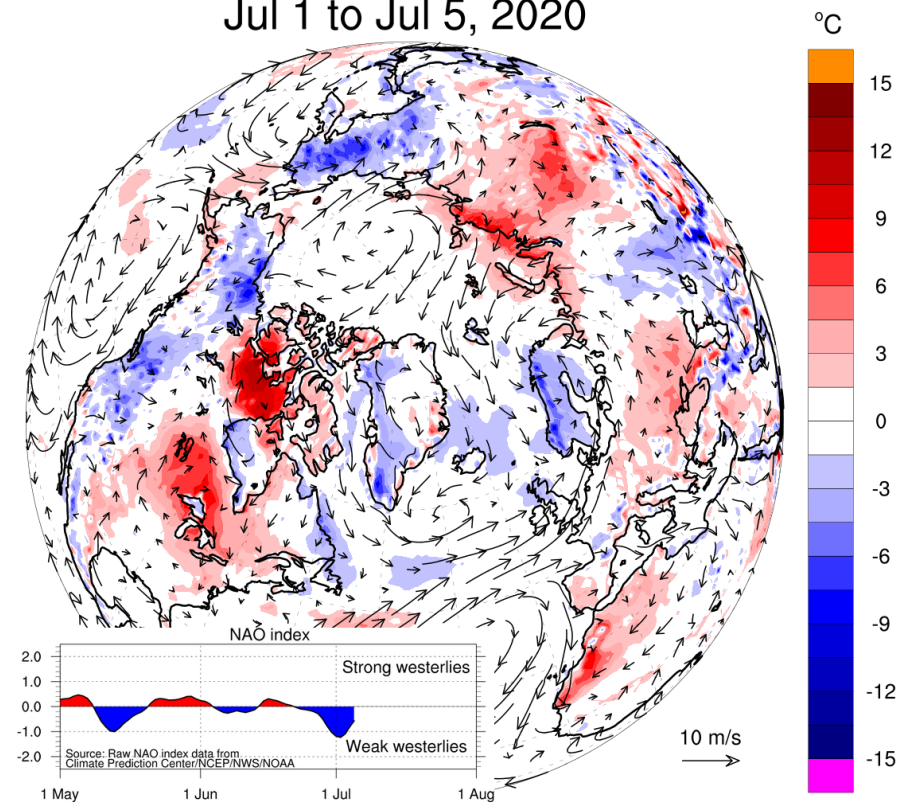 Jul 1 to Jul 5, 2020
oC
15
12
9
6
3
0
-3
-6
-9
-12
-15
10 m/s
NAO index
2.0
1.0
0.0
-1.0
-2.0
Strong westerlies
Weak westerlies
Source: Raw NAO index data from
Climate Prediction Center/NCEP/NWS/NOAA
1 May
1 Jun
1 Jul
1 Aug